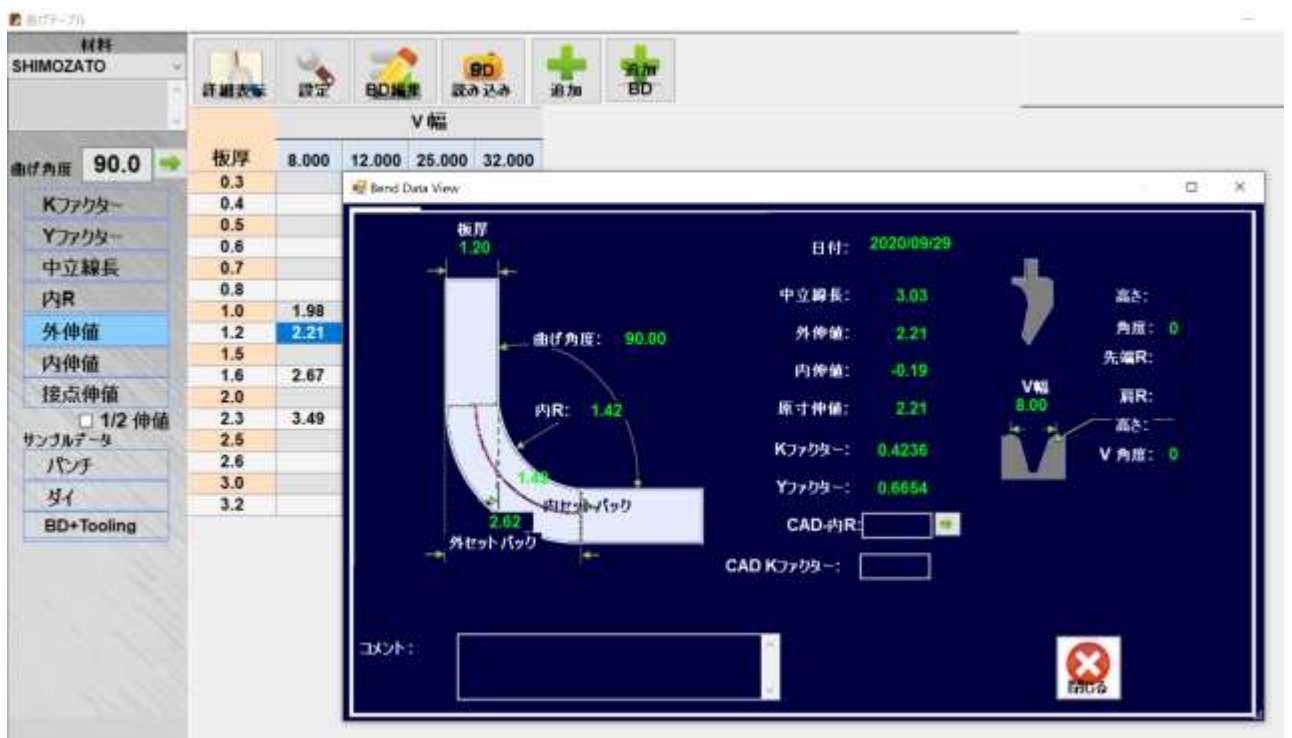 曲げテーブル
材料
SHIMOZATO
詳細表示
設定
BD編集
BD
読み込み
追加
追加
BD
曲げ角度 90.0
Kファクター
Yファクター
中立線長
内R
外伸値
内伸値
接点伸値
1/2 伸値
サンプルデータ
パンチ
ダイ
BD+Tooling
V 幅
板厚 8.000 12.000 25.000 32.000
0.3
0.4
0.5
0.6
0.7
0.8
1.0 1.98
1.2 2.21
1.5
1.6 2.67
2.0
2.3 3.49
2.5
2.6
3.0
3.2
Bend Data View
板厚
1.20
曲げ角度: 90.00
内R: 1.42
内セットバック
2.62
外セットバック
日付: 2020/09/29
中立線長: 3.03
外伸値: 2.21
内伸値: -0.19
原寸伸値: 2.21
Kファクター: 0.4236
Yファクター: 0.6654
CAD-内R:
CAD Kファクター:
高さ:
角度: 0
先端R:
V幅
8.00
肩R:
高さ:
V 角度: 0
コメント:
閉じる